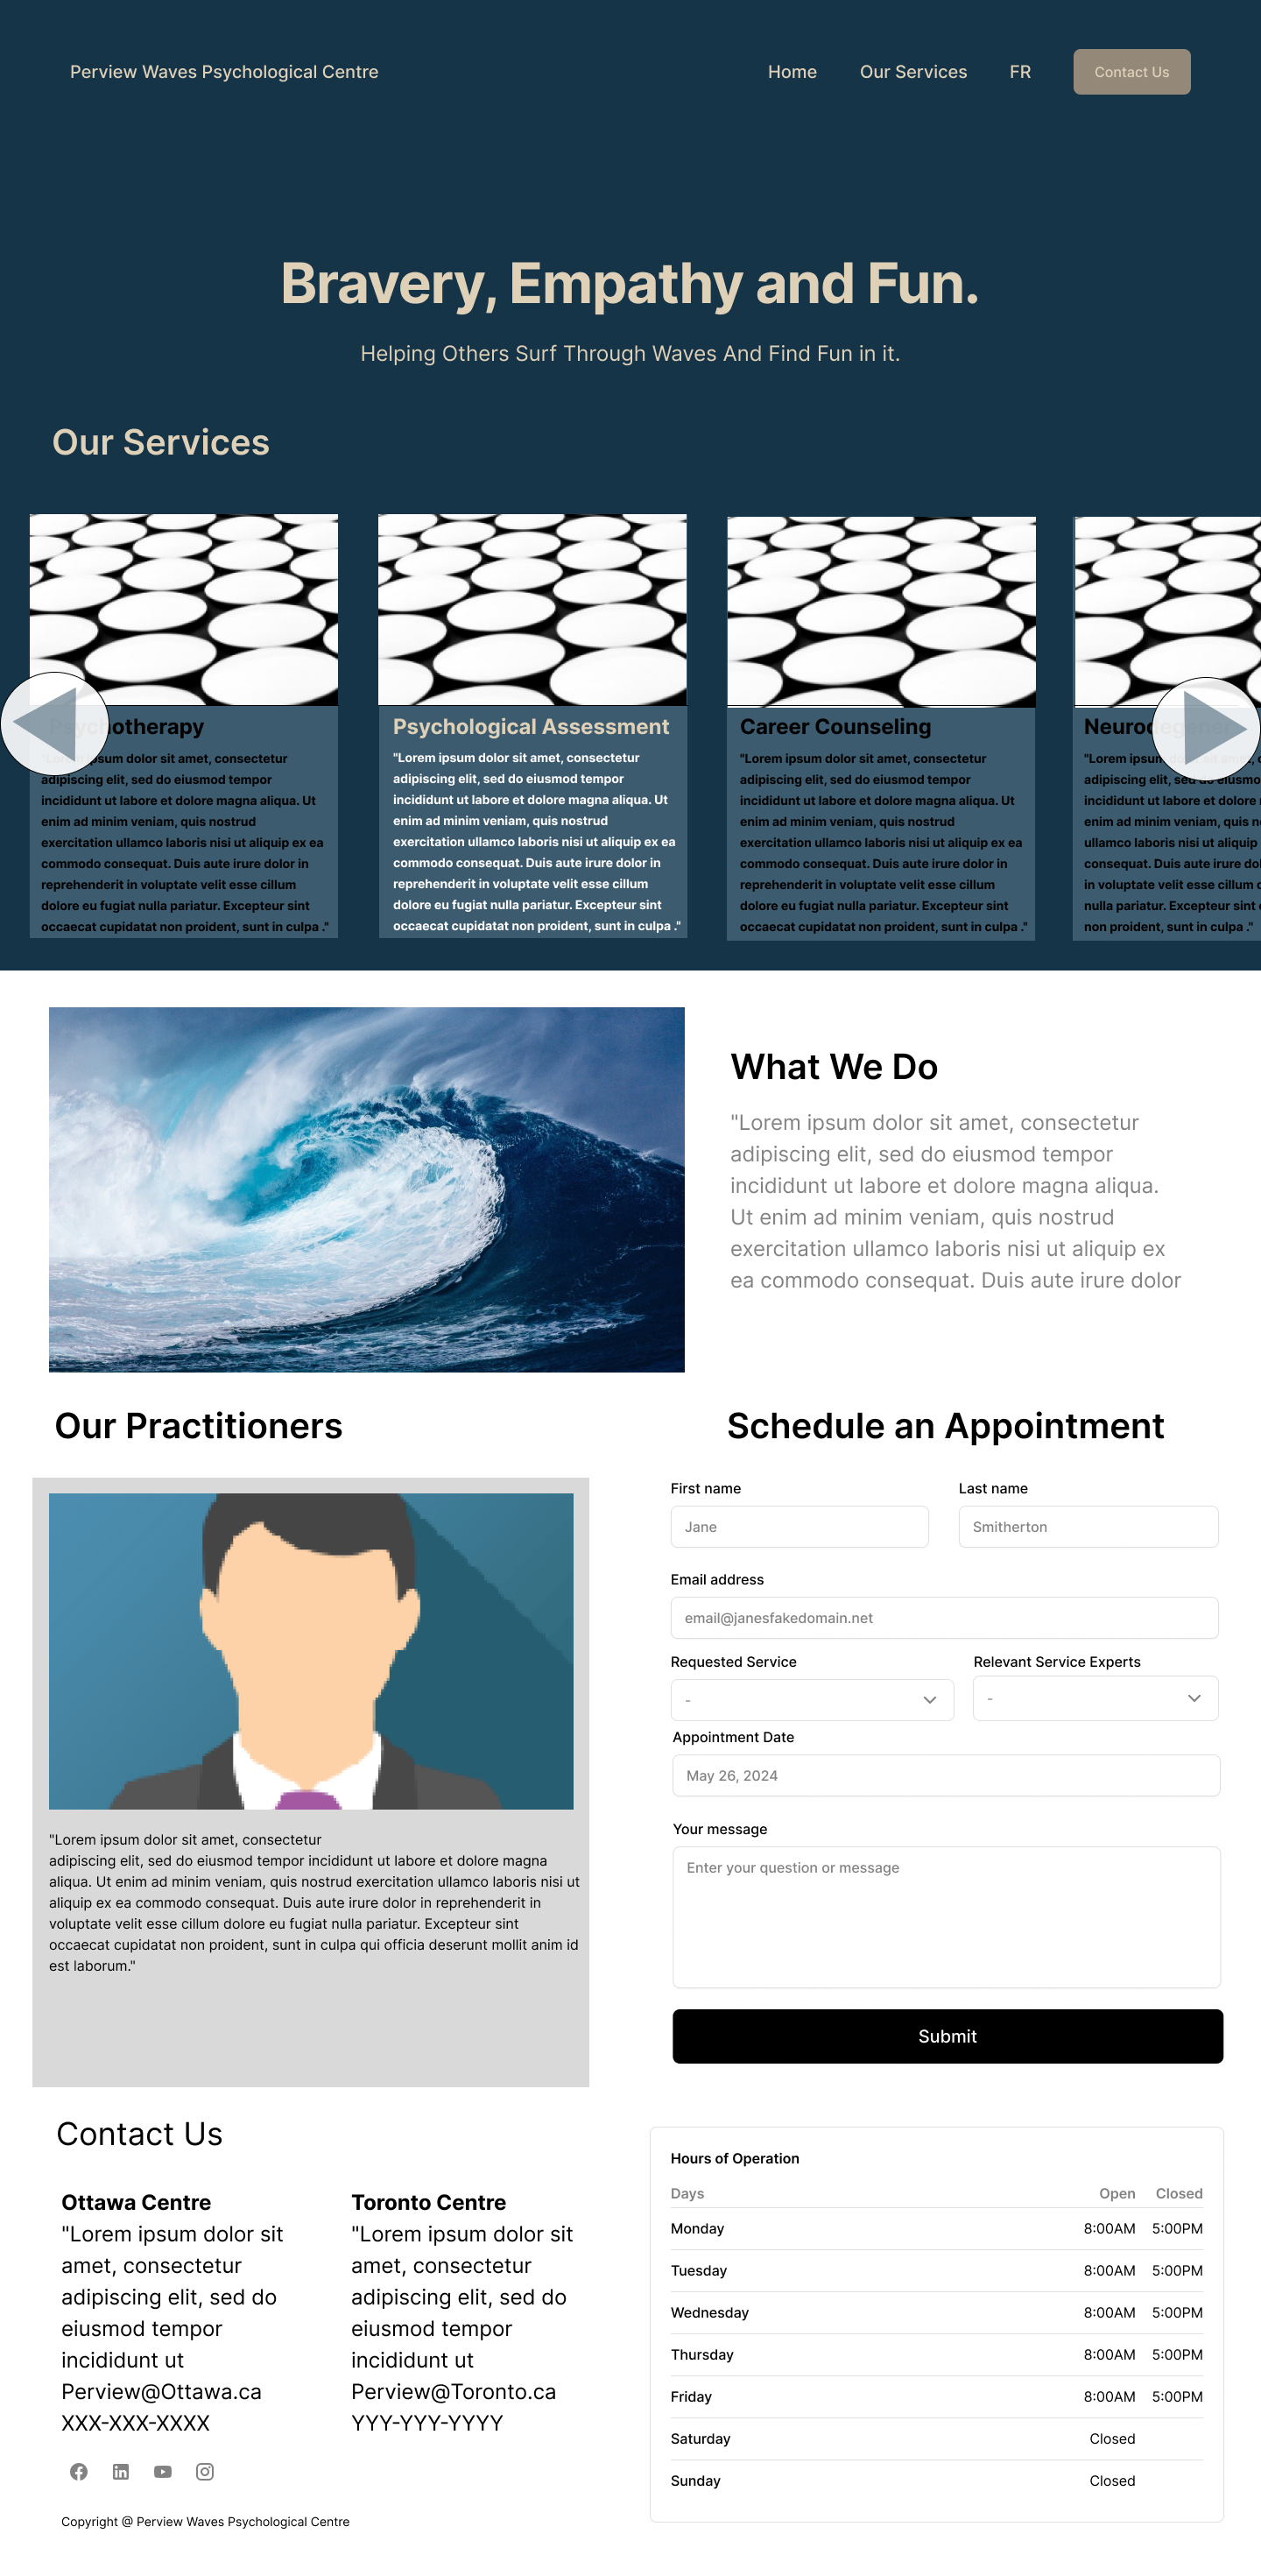 Perview Waves Psychological Centre
Home
Our Services
FR
Contact Us
Bravery, Empathy and Fun.
Helping Others Surf Through Waves And Find Fun in it.
Our Services
Psychotherapy
"Lorem ipsum dolor sit amet, consectetur
adipiscing elit, sed do eiusmod tempor
incididunt ut labore et dolore magna aliqua. Ut
enim ad minim veniam, quis nostrud
exercitation ullamco laboris nisi ut aliquip ex ea
commodo consequat. Duis aute irure dolor in
reprehenderit in voluptate velit esse cillum
dolore eu fugiat nulla pariatur. Excepteur sint
occaecat cupidatat non proident, sunt in culpa ."
Psychological Assessment
"Lorem ipsum dolor sit amet, consectetur
adipiscing elit, sed do eiusmod tempor
incididunt ut labore et dolore magna aliqua. Ut
enim ad minim veniam, quis nostrud
exercitation ullamco laboris nisi ut aliquip ex ea
commodo consequat. Duis aute irure dolor in
reprehenderit in voluptate velit esse cillum
dolore eu fugiat nulla pariatur. Excepteur sint
occaecat cupidatat non proident, sunt in culpa ."
Career Counseling
"Lorem ipsum dolor sit amet, consectetur
adipiscing elit, sed do eiusmod tempor
incididunt ut labore et dolore magna aliqua. Ut
enim ad minim veniam, quis nostrud
exercitation ullamco laboris nisi ut aliquip ex ea
commodo consequat. Duis aute irure dolor in
reprehenderit in voluptate velit esse cillum
dolore eu fugiat nulla pariatur. Excepteur sint
occaecat cupidatat non proident, sunt in culpa ."
"Lorem ipsum dolor sit amet,
adipiscing elit, sed do eiusmo
incididunt ut labore et dolore
enim ad minim veniam, quis
ullamco laboris nisi ut aliquip
consequat. Duis aute irure
in voluptate velit esse cillum
nulla pariatur. Excepteur sint
non proident, sunt in culpa ."
What We Do
"Lorem ipsum dolor sit amet, consectetur
adipiscing elit, sed do eiusmod tempor
incididunt ut labore et dolore magna aliqua.
Ut enim ad minim veniam, quis nostrud
exercitation ullamco laboris nisi ut aliquip ex
ea commodo consequat. Duis aute irure dolor
Our Practitioners
"Lorem ipsum dolor sit amet, consectetur
adipiscing elit, sed do eiusmod tempor incididunt ut labore et dolore magna
aliqua. Ut enim ad minim veniam, quis nostrud exercitation ullamco laboris nisi ut
aliquip ex ea commodo consequat. Duis aute irure dolor in reprehenderit in
voluptate velit esse cillum dolore eu fugiat nulla pariatur. Excepteur sint
occaecat cupidatat non proident, sunt in culpa qui officia deserunt mollit anim id
est laborum."
Schedule an Appointment
First name
Last name
Jane
Smitherton
Email address
email@janesfakedomain.net
Requested Service
Relevant Service Experts
-
-
Appointment Date
May 26, 2024
Your message
Enter your question or message
Submit
Contact Us
Ottawa Centre
"Lorem ipsum dolor sit
amet, consectetur
adipiscing elit, sed do
eiusmod tempor
incididunt ut
Perview@Ottawa.ca
XXX-XXX-XXXX
Toronto Centre
"Lorem ipsum dolor sit
amet, consectetur
adipiscing elit, sed do
eiusmod tempor
incididunt ut
Perview@Toronto.ca
YYY-YYY-YYYY
Copyright @ Perview Waves Psychological Centre
Hours of Operation
Days Open Closed
Monday 8:00AM 5:00PM
Tuesday 8:00AM 5:00PM
Wednesday 8:00AM 5:00PM
Thursday 8:00AM 5:00PM
Friday 8:00AM 5:00PM
Saturday Closed
Sunday Closed